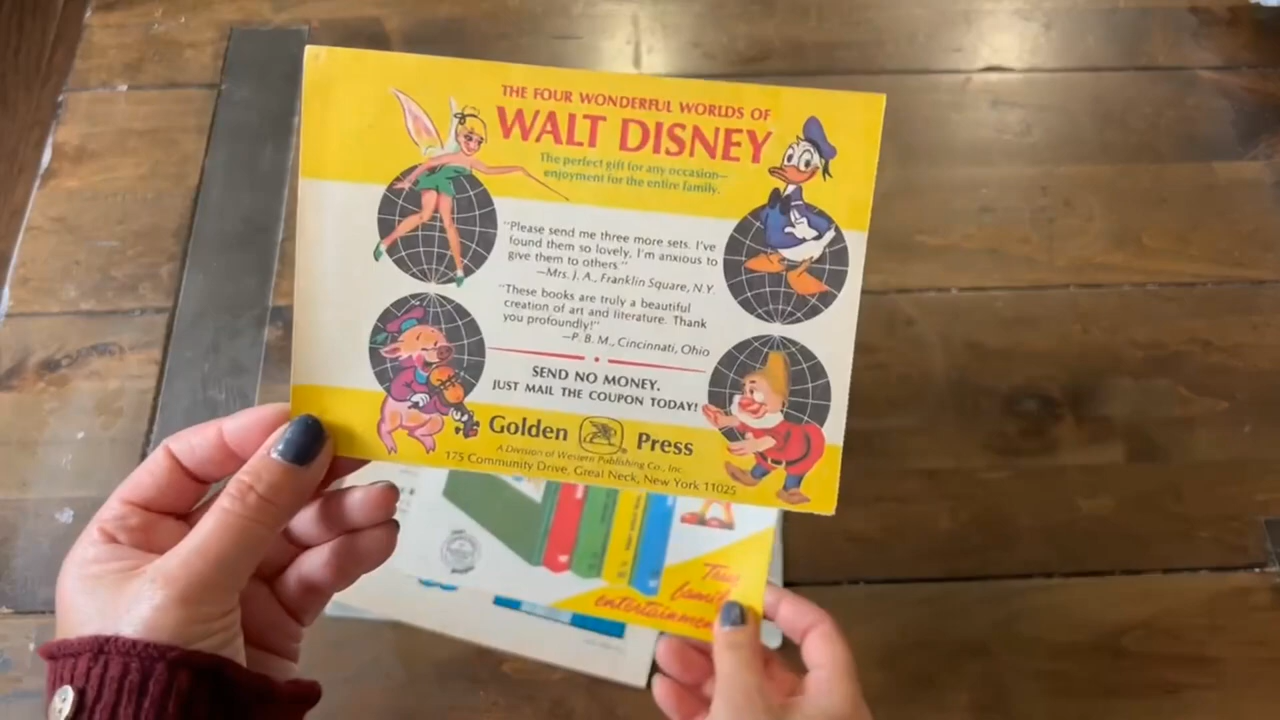 THE FOUR WONDERFUL WORLDS OF
WALT DISNEY
The perfect gift for any occasion—
enjoyment for the entire family.
"Please send me three more sets. I've
found them so lovely, I'm anxious to
give them to others."
—Mrs. J. A., Franklin Square, N.Y.
"These books are truly a beautiful
creation of art and literature. Thank
you profoundly!"
—P. B. M., Cincinnati, Ohio
SEND NO MONEY.
JUST MAIL THE COUPON TODAY!
Golden Press
A Division of Western Publishing Co., Inc.
175 Community Drive, Great Neck, New York 11025
family
entertainment